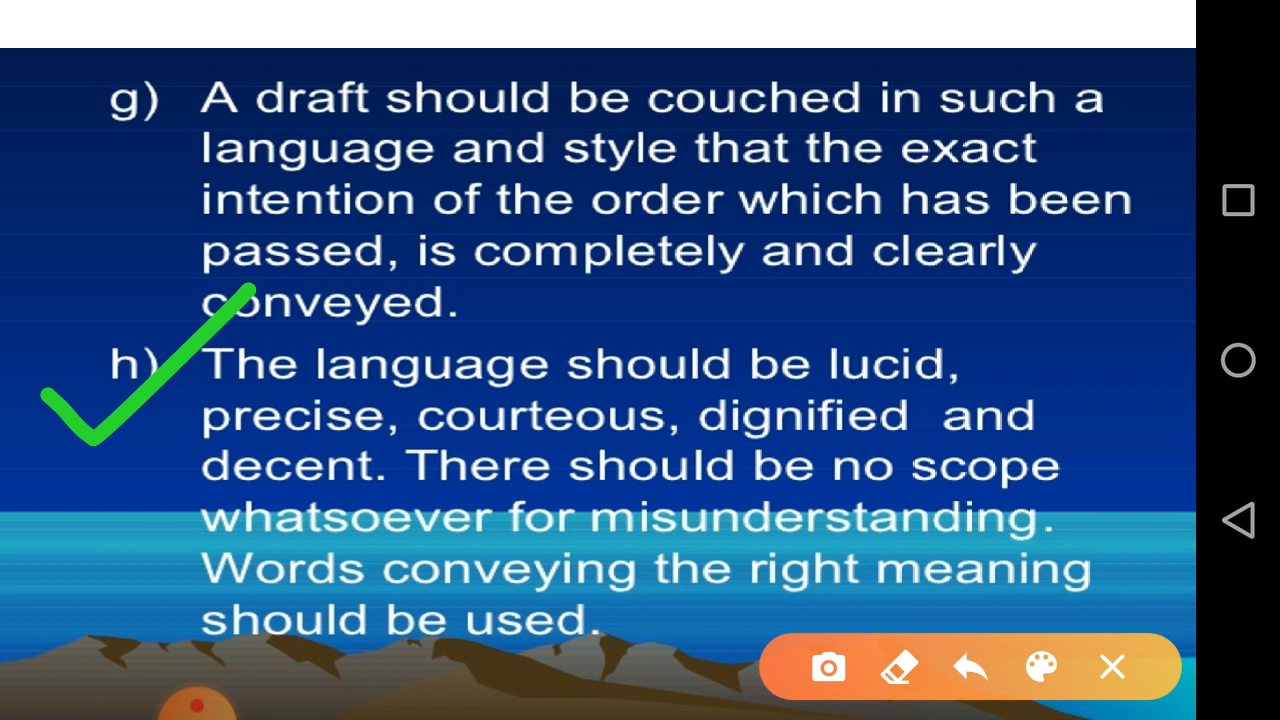 g) A draft should be couched in such a
language and style that the exact
intention of the order which has been
passed, is completely and clearly
conveyed.
h) The language should be lucid,
precise, courteous, dignified and
decent. There should be no scope
whatsoever for misunderstanding.
Words conveying the right meaning
should be used.